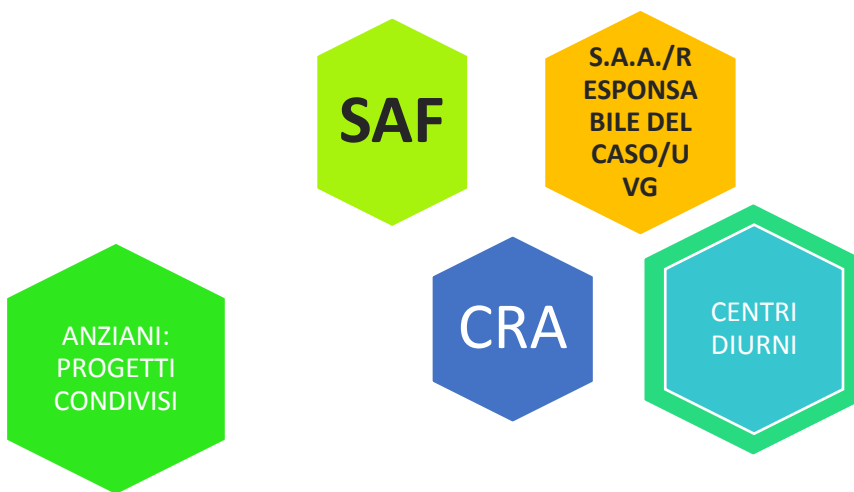 SAF
S.A.A./R
ESPONSA
BILE DEL
CASO/U
VG
ANZIANI:
PROGETTI
CONDIVISI
CRA
CENTRI
DIURNI